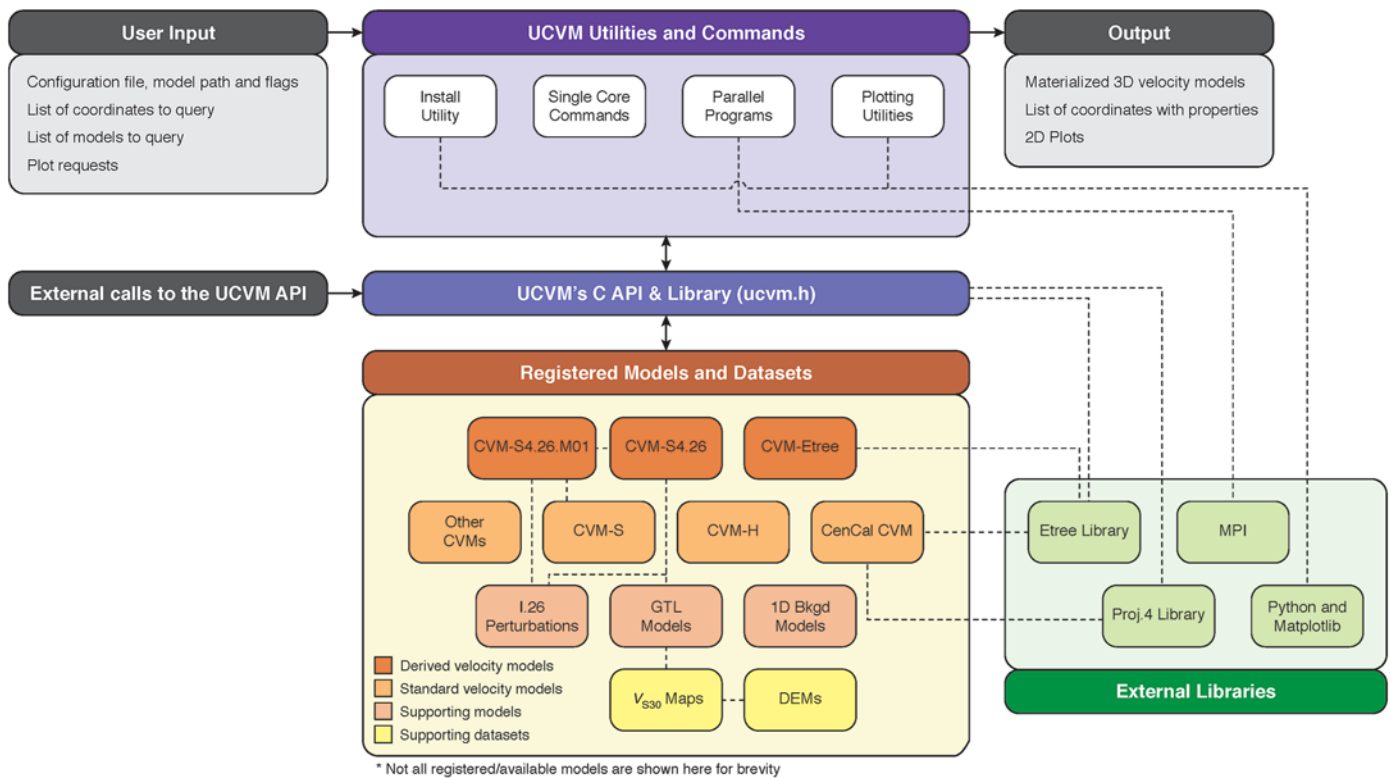 User Input
UCVM Utilities and Commands
Output
Configuration file, model path and flags
List of coordinates to query
List of models to query
Plot requests
Install
Utility
Single Core
Commands
Parallel
Programs
Plotting
Utilities
Materialized 3D velocity models
List of coordinates with properties
2D Plots
External calls to the UCVM API
UCVM's C API & Library (ucvm.h)
Registered Models and Datasets
CVM-S4.26.M01
CVM-S4.26
CVM-Etree
Other
CVMs
CVM-S
CVM-H
CenCal CVM
Etree Library
MPI
I.26
Perturbations
GTL
Models
1D Bkgd
Models
Proj.4 Library
Python and
Matplotlib
Derived velocity models
Standard velocity models
Supporting models
Supporting datasets
VS30 Maps
DEMs
External Libraries
* Not all registered/available models are shown here for brevity